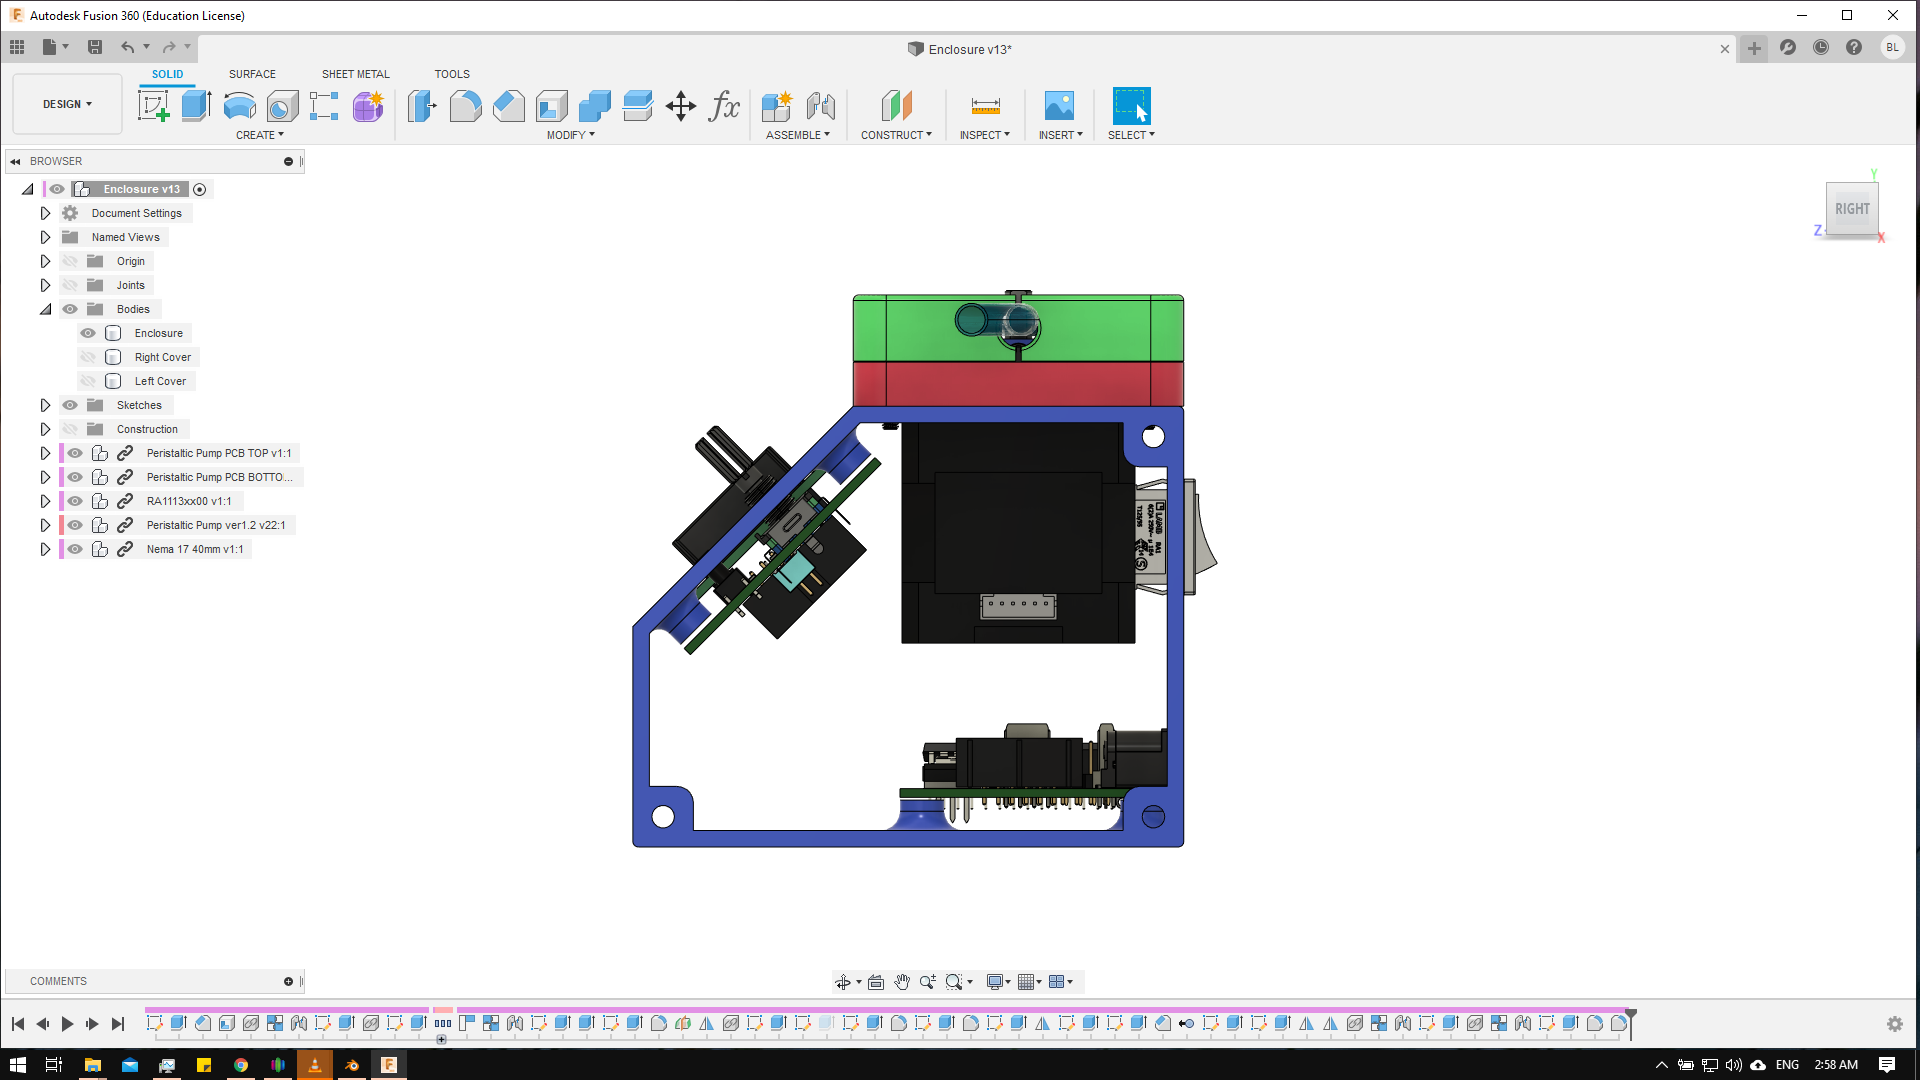 Autodesk Fusion 360 (Education License)
Enclosure v13*
BL
SOLID
SURFACE
SHEET METAL
TOOLS
DESIGN
CREATE
MODIFY
ASSEMBLE
CONSTRUCT
INSPECT
INSERT
SELECT
BROWSER
Enclosure v13
Document Settings
Named Views
Origin
Joints
Bodies
Enclosure
Right Cover
Left Cover
Sketches
Construction
Peristaltic Pump PCB TOP v1:1
Peristaltic Pump PCB BOTTO...
RA1113xx00 v1:1
Peristaltic Pump ver1.2 v22:1
Nema 17 40mm v1:1
Y
RIGHT
Z
X
COMMENTS
ENG
2:58 AM